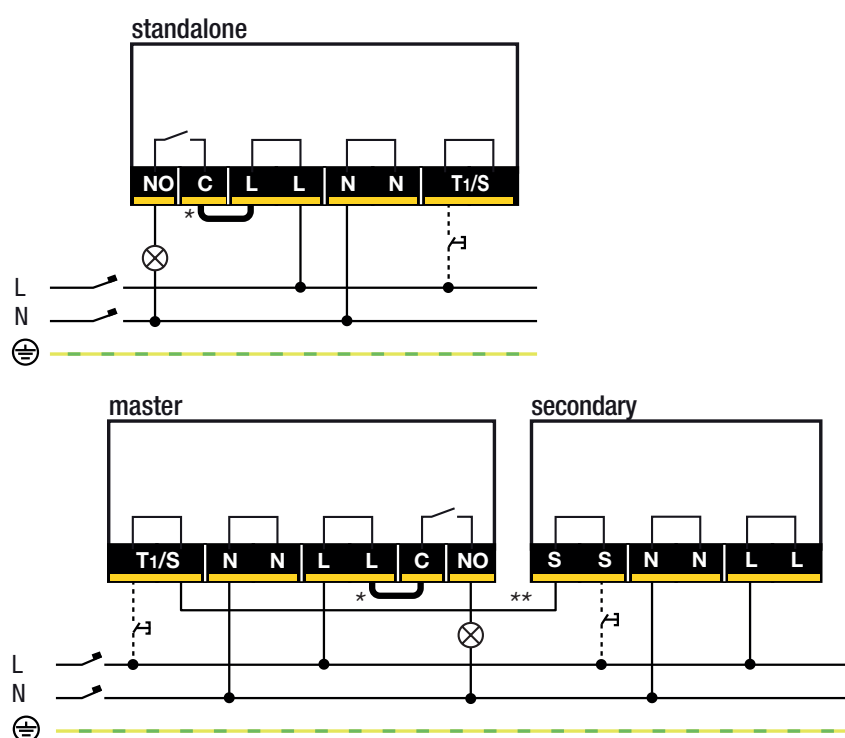 standalone
NO C L L N N T1/S
*
L
N
master secondary
T1/S N N L L C NO S S N N L L
* **
L
N